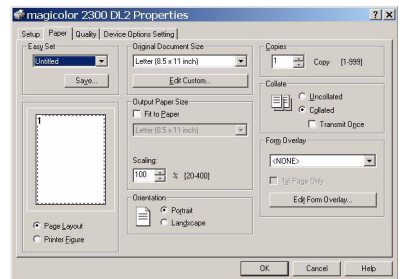 magicolor 2300 DL2 Properties
Setup Paper Quality Device Options Setting
Easy Set
Untitled
Save...
1
Page Layout
Printer Figure
Original Document Size
Letter (8.5 x 11 inch)
Edit Custom...
Output Paper Size
Fit to Paper
Letter (8.5 x 11 inch)
Scaling:
100 % [20-400]
Orientation
Portrait
Landscape
Copies
1 Copy [1-999]
Collate
Uncollated
Collated
Transmit Once
Form Overlay
<NONE>
1st Page Only
Edit Form Overlay...
OK Cancel Help